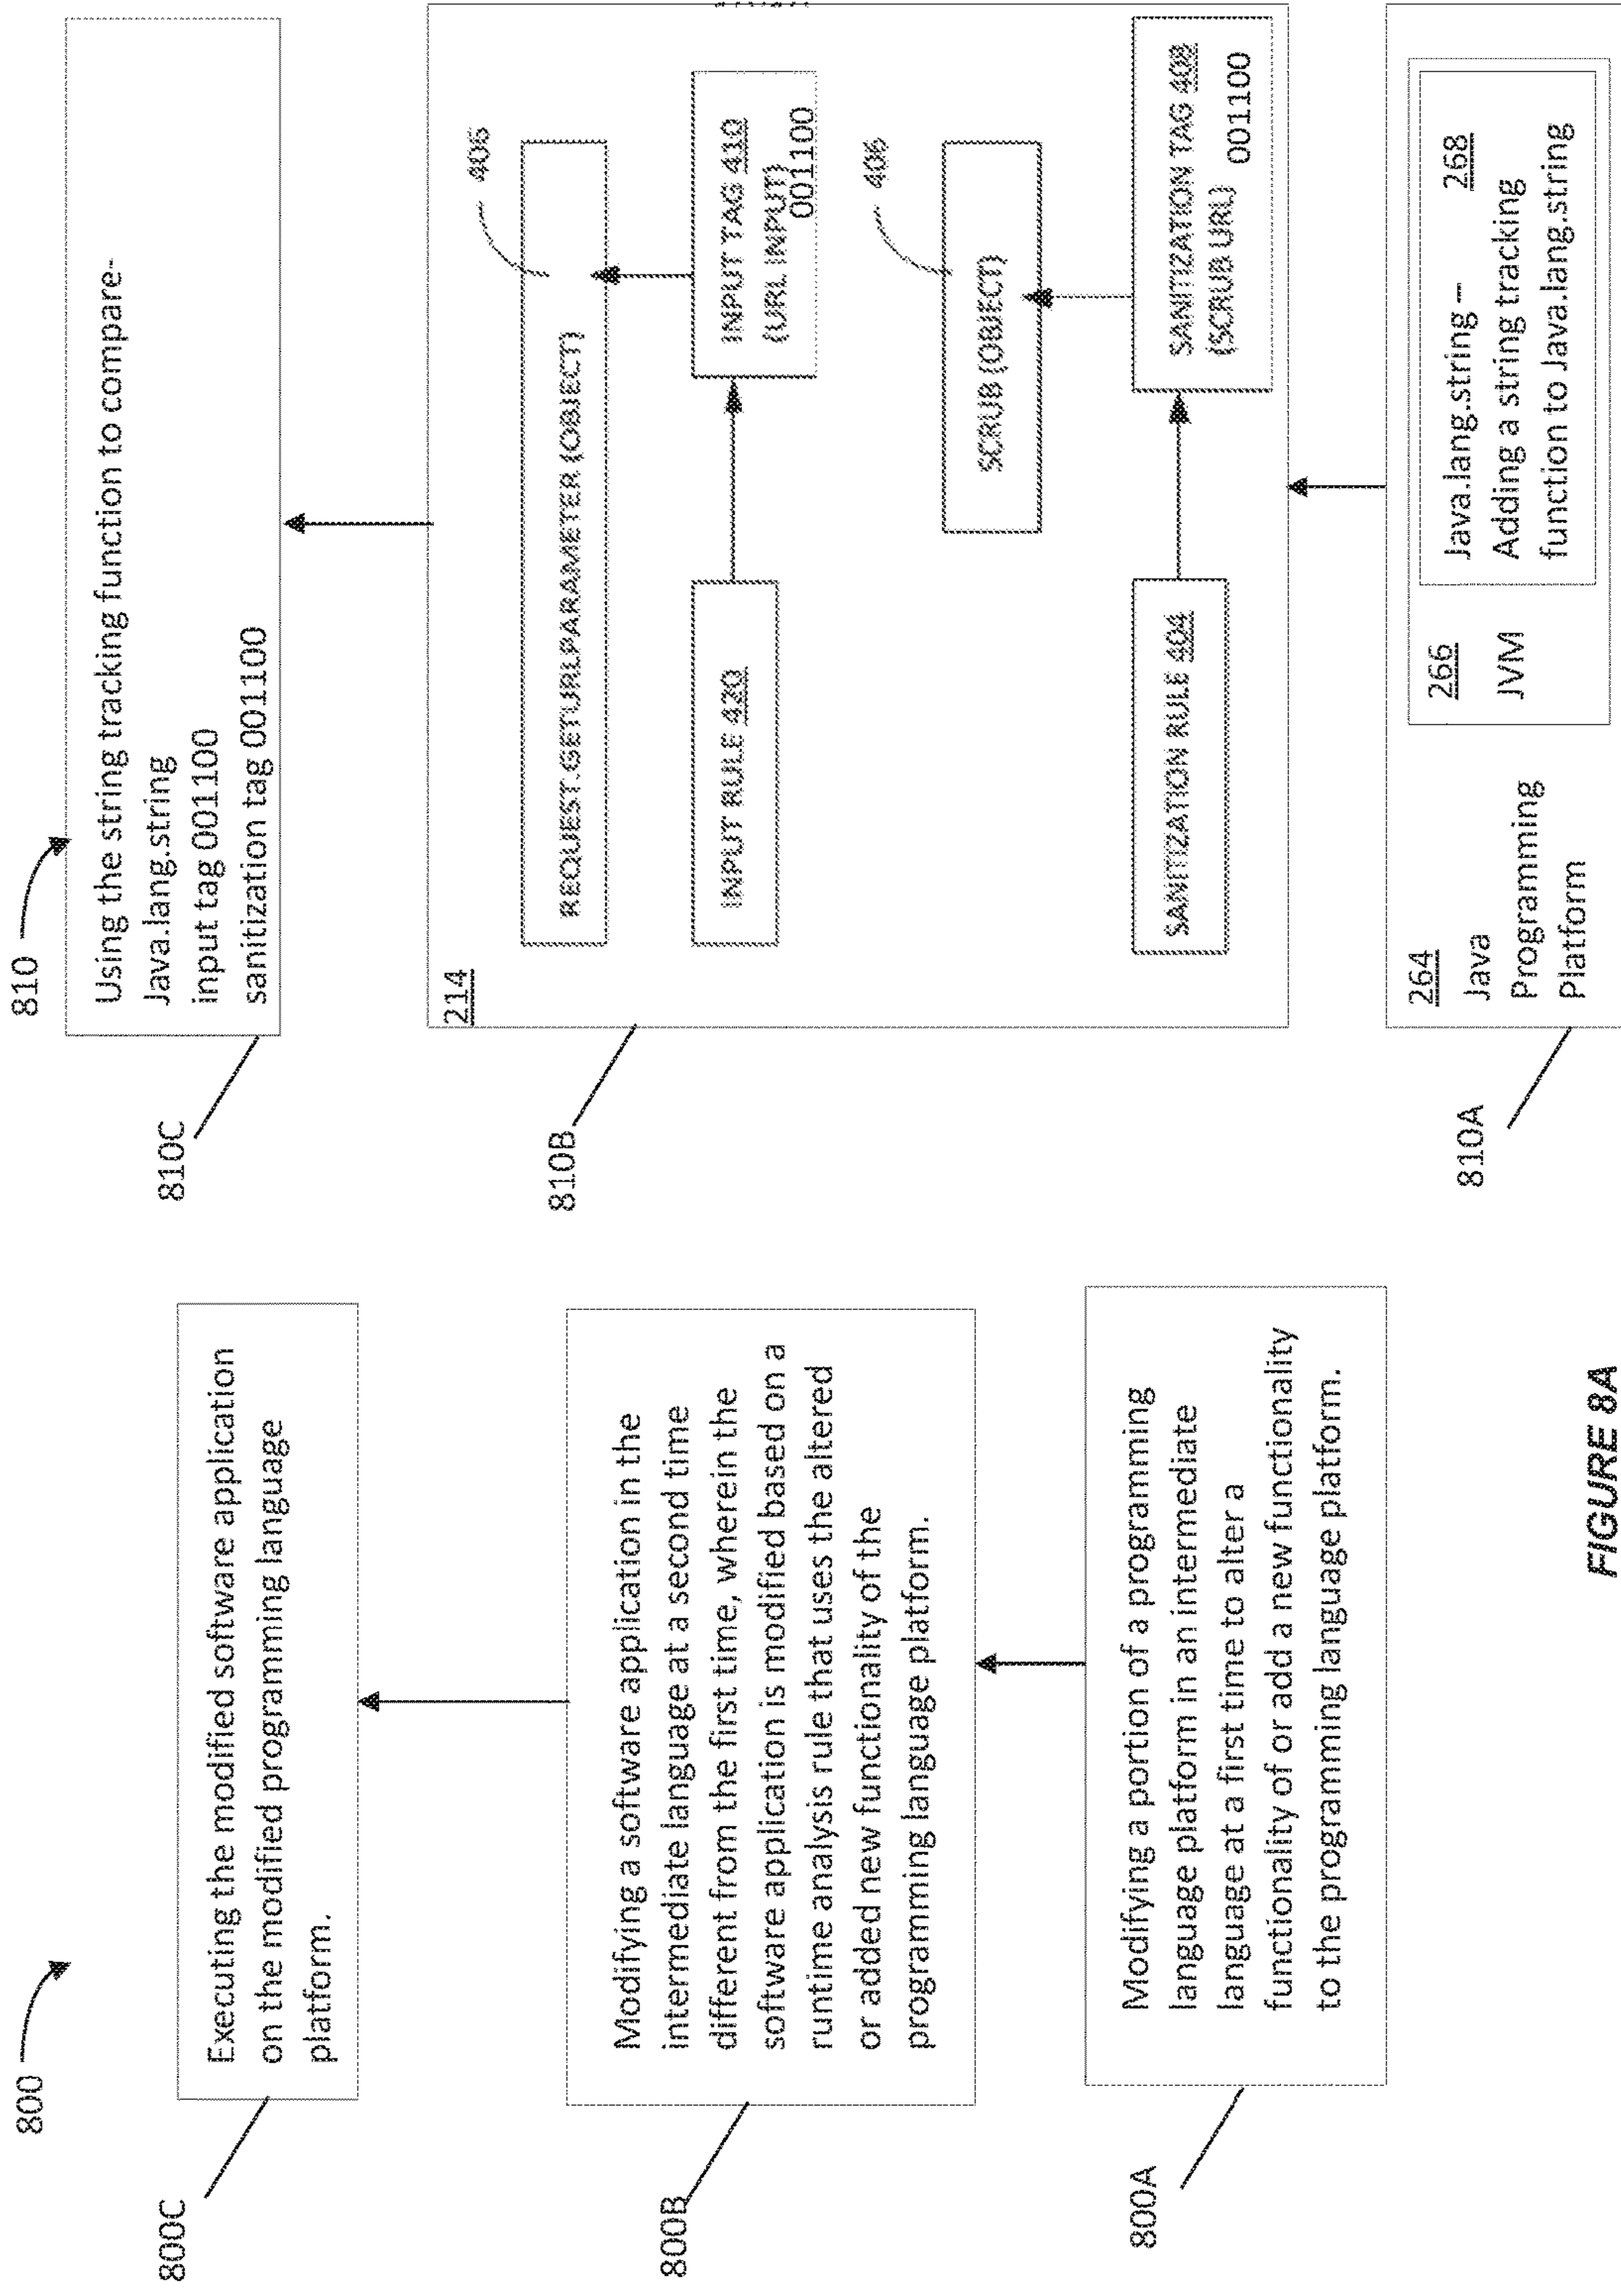 800
800C
Executing the modified software application
on the modified programming language
platform.
800B
Modifying a software application in the
intermediate language at a second time
different from the first time, wherein the
software application is modified based on a
runtime analysis rule that uses the altered
or added new functionality of the
programming language platform.
800A
Modifying a portion of a programming
language platform in an intermediate
language at a first time to alter a
functionality of or add a new functionality
to the programming language platform.
810
810C
Using the string tracking function to compare-
Java.lang.string
input tag 001100
sanitization tag 001100
810B
214
406
REQUEST.GETURLPARAMETER (OBJECT)
INPUT RULE 420
INPUT TAG 410
(URL INPUT)
001100
406
SCRUB (OBJECT)
SANITIZATION RULE 404
SANITIZATION TAG 408
(SCRUB URL)
001100
810A
264
Java
Programming
Platform
266
JVM
Java.lang.string –
268
Adding a string tracking
function to Java.lang.string
FIGURE 8A